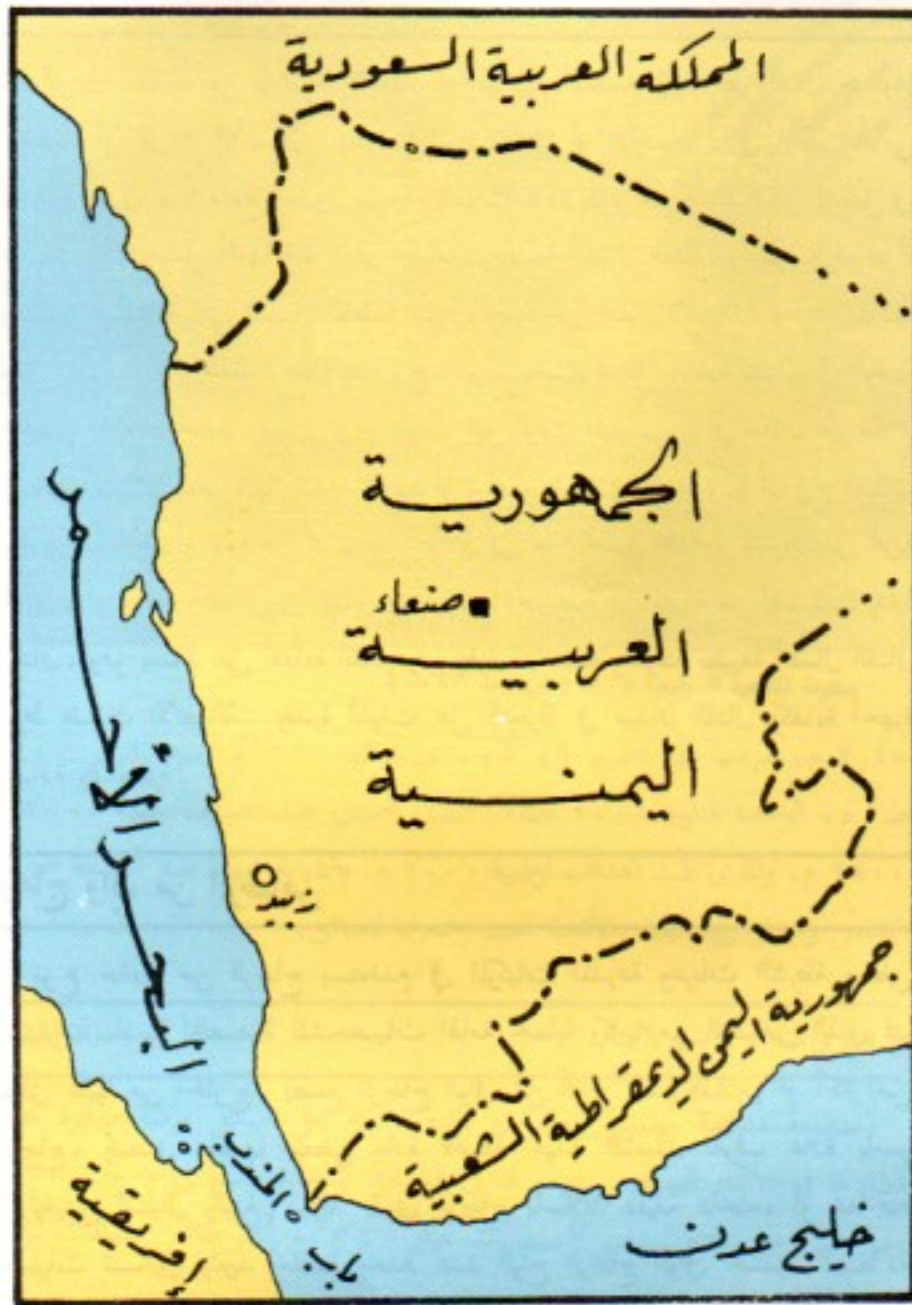 المملكة العربية السعودية
الجمهورية
صنعاء
العربية
اليمنية
البحر الأحمر
زبيد
جمهورية اليمن الديمقراطية الشعبية
باب المندب
خليج عدن
إفريقية